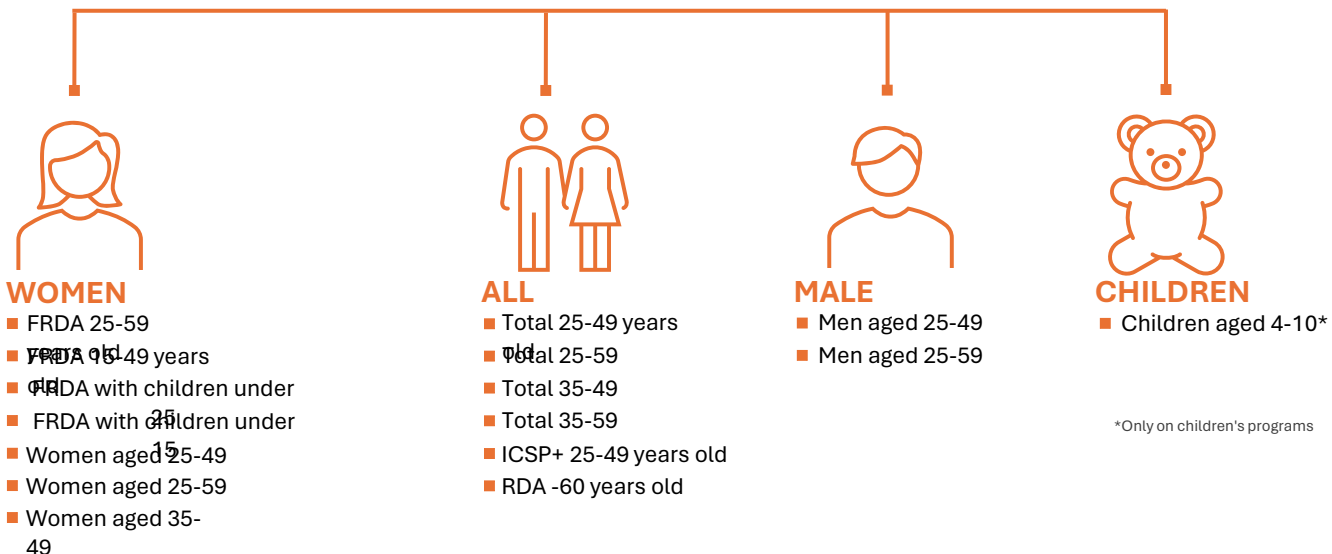 WOMEN
FRDA 25-59
years old
FRDA 15-49 years
old
FRDA with children under
25
FRDA with children under
15
Women aged 25-49
Women aged 25-59
Women aged 35-
49
ALL
Total 25-49 years
old
Total 25-59
Total 35-49
Total 35-59
ICSP+ 25-49 years old
RDA -60 years old
MALE
Men aged 25-49
Men aged 25-59
CHILDREN
Children aged 4-10*
*Only on children's programs